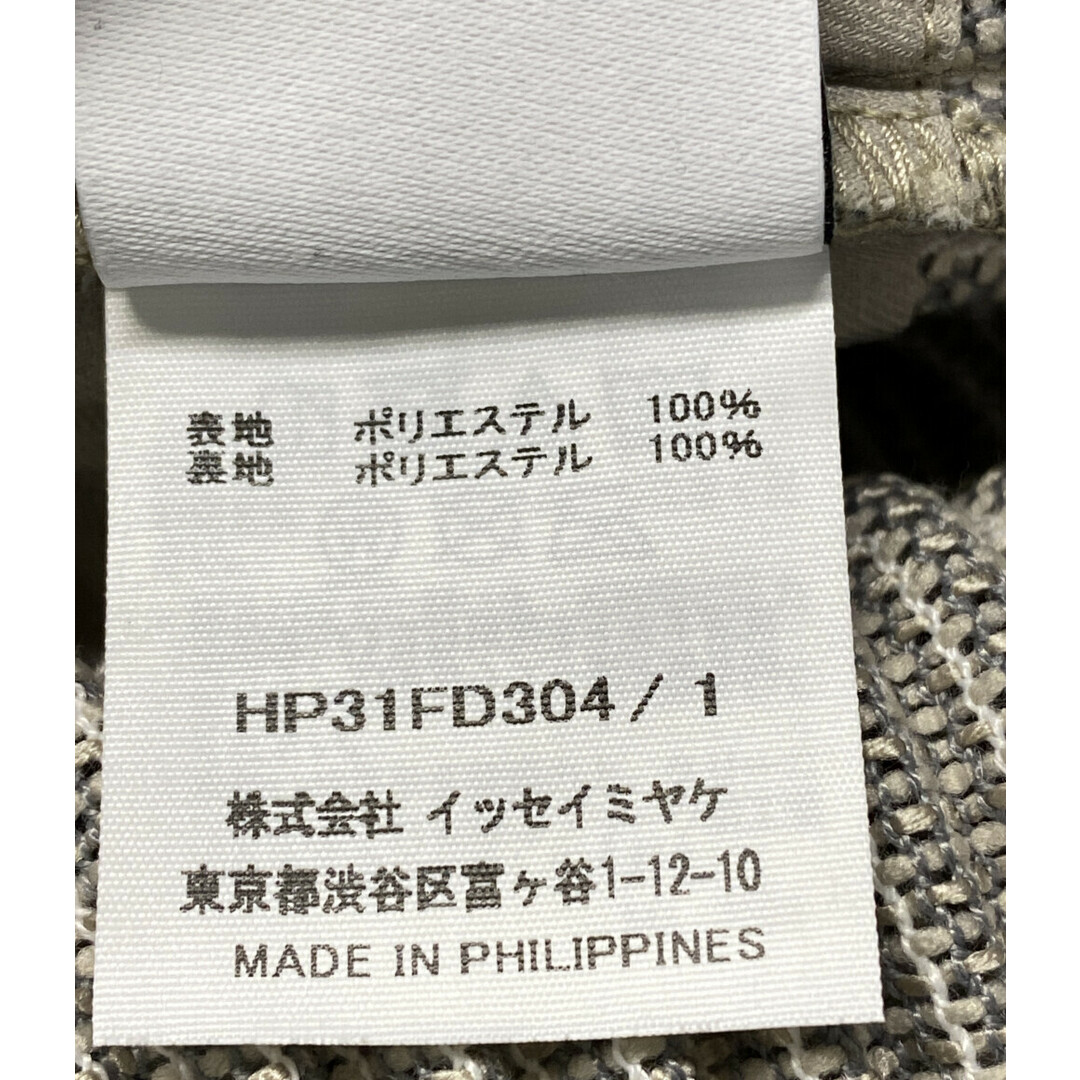 表地 ポリエステル 100%
裏地 ポリエステル 100%
HP31FD304 / 1
株式会社 イッセイミヤケ
東京都渋谷区富ヶ谷1-12-10
MADE IN PHILIPPINES